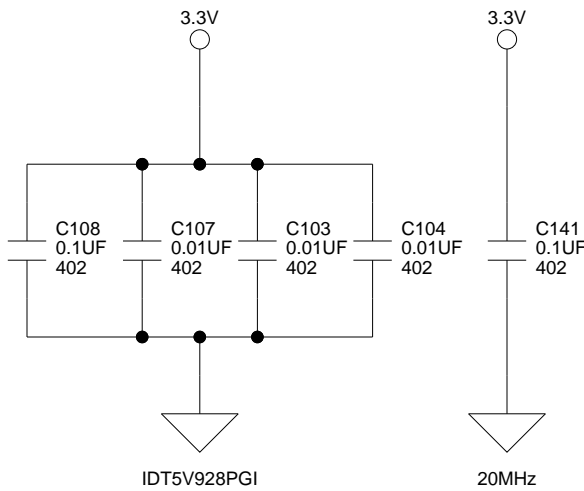 3.3V
3.3V
C108
0.1UF
402
C107
0.01UF
402
C103
0.01UF
402
C104
0.01UF
402
C141
0.1UF
402
IDT5V928PGI
20MHz